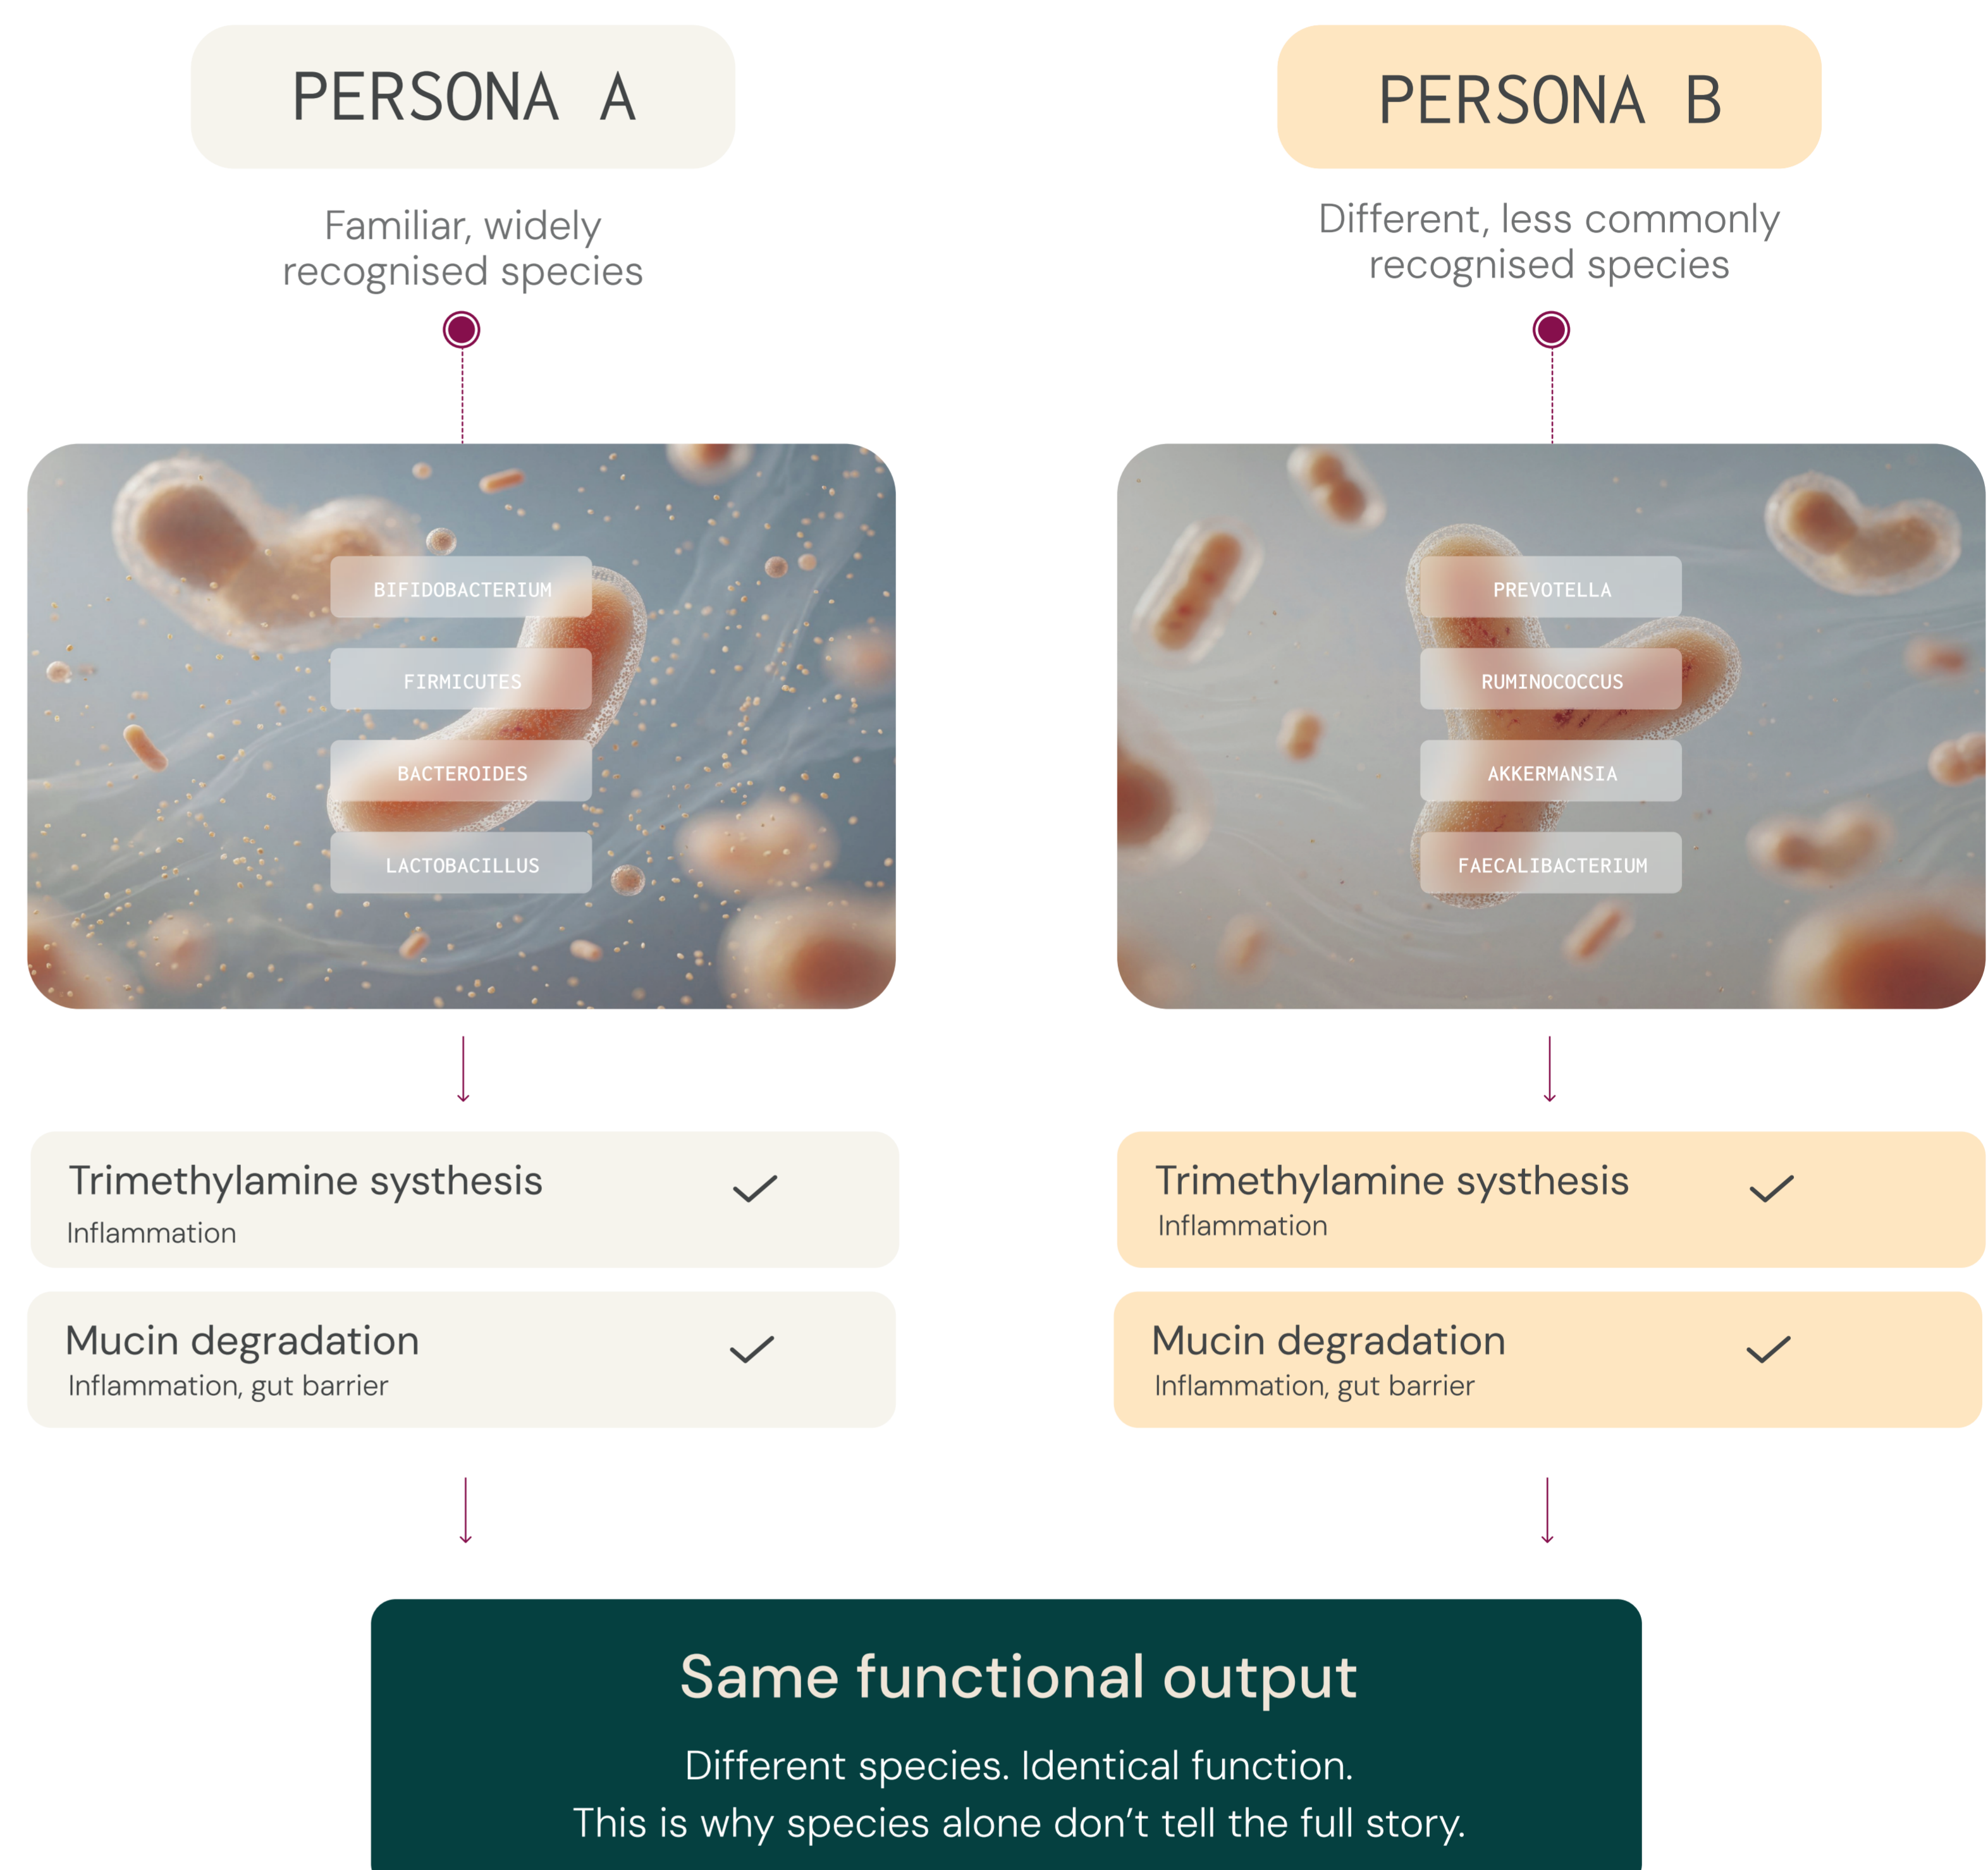 PERSONA A
Familiar, widely
recognised species
BIFIDOBACTERIUM
FIRMICUTES
BACTEROIDES
LACTOBACILLUS
Trimethylamine systhesis
Inflammation
Mucin degradation
Inflammation, gut barrier
PERSONA B
Different, less commonly
recognised species
PREVOTELLA
RUMINOCOCCUS
AKKERMANSIA
FAECALIBACTERIUM
Trimethylamine systhesis
Inflammation
Mucin degradation
Inflammation, gut barrier
Same functional output
Different species. Identical function.
This is why species alone don’t tell the full story.